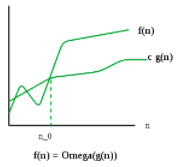 f(n)
c g(n)
n_0
n
f(n) = Omega(g(n))